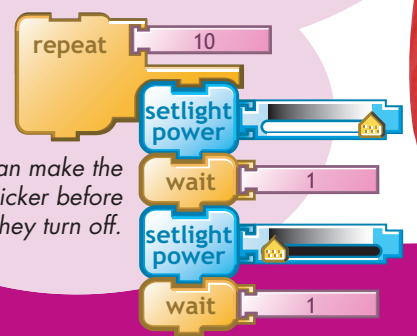 repeat 10
setlight
power
an make the
wait 1
icker before
hey turn off.
setlight
power
wait 1